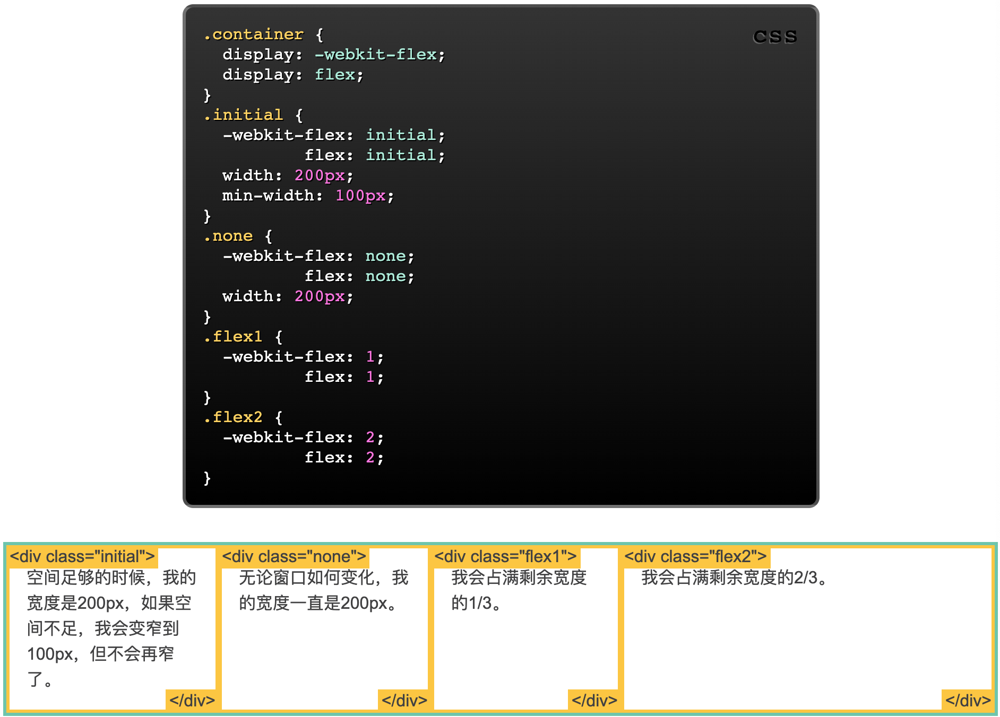 css
.container {
  display: -webkit-flex;
  display: flex;
}
.initial {
  -webkit-flex: initial;
          flex: initial;
  width: 200px;
  min-width: 100px;
}
.none {
  -webkit-flex: none;
          flex: none;
  width: 200px;
}
.flex1 {
  -webkit-flex: 1;
          flex: 1;
}
.flex2 {
  -webkit-flex: 2;
          flex: 2;
}
<div class="initial">
空间足够的时候，我的
宽度是200px，如果空
间不足，我会变窄到
100px，但不会再窄
了。
</div>
<div class="none">
无论窗口如何变化，我
的宽度一直是200px。
</div>
<div class="flex1">
我会占满剩余宽度
的1/3。
</div>
<div class="flex2">
我会占满剩余宽度的2/3。
</div>